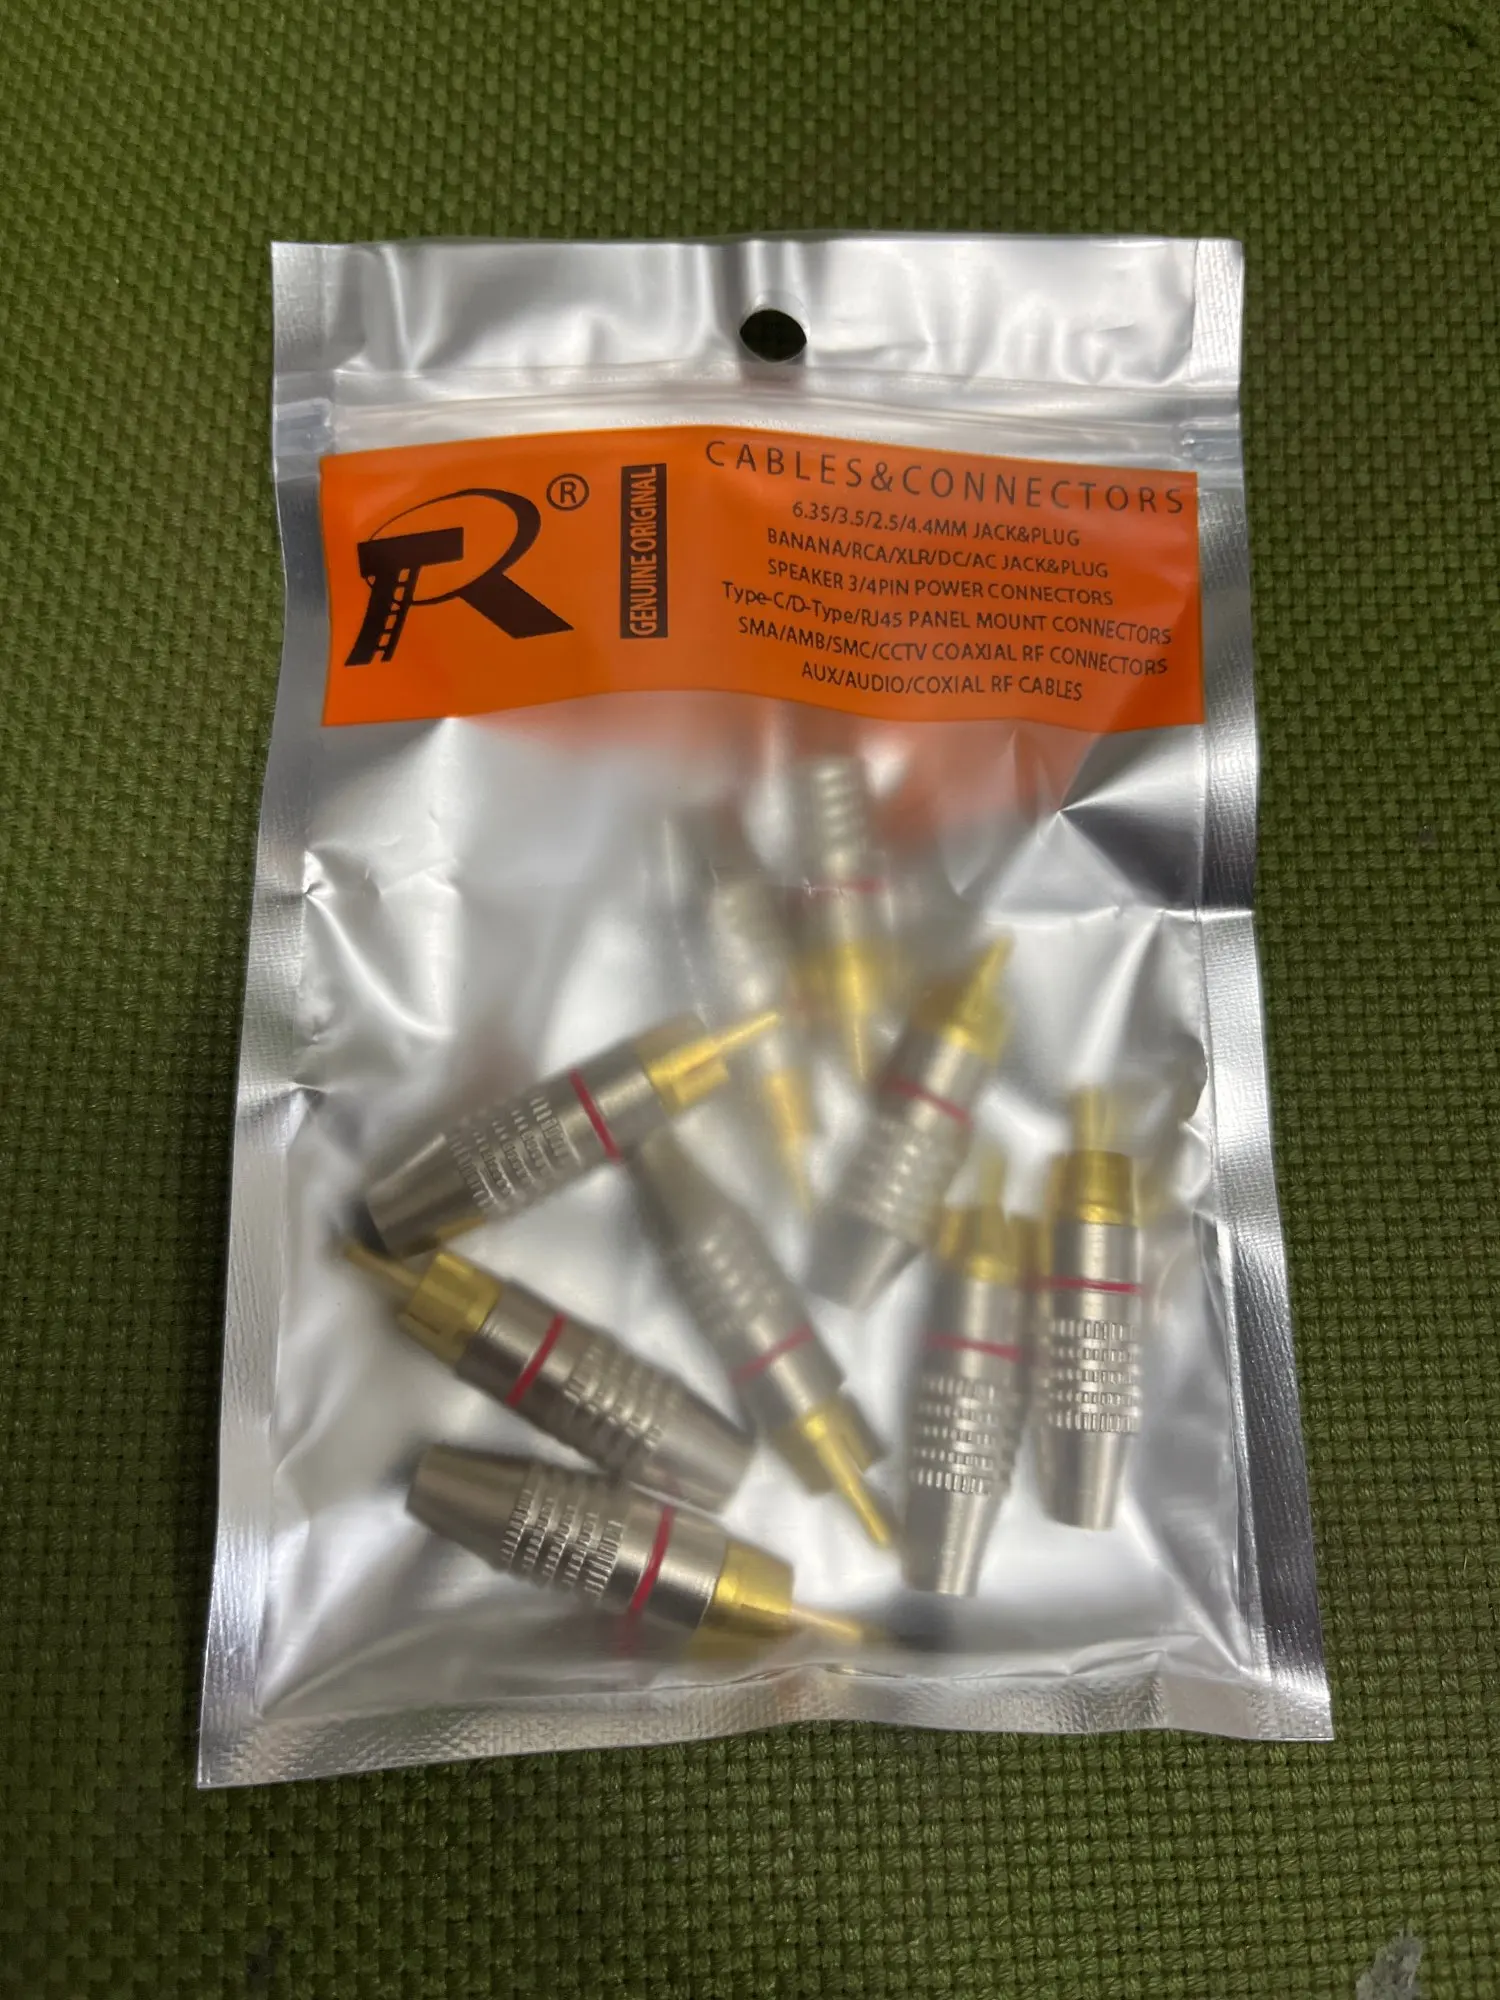 R®
GENUINE ORIGINAL
CABLES&CONNECTORS
6.35/3.5/2.5/4.4MM JACK&PLUG
BANANA/RCA/XLR/DC/AC JACK&PLUG
SPEAKER 3/4PIN POWER CONNECTORS
Type-C/D-Type/RJ45 PANEL MOUNT CONNECTORS
SMA/AMB/SMC/CCTV COAXIAL RF CONNECTORS
AUX/AUDIO/COXIAL RF CABLES